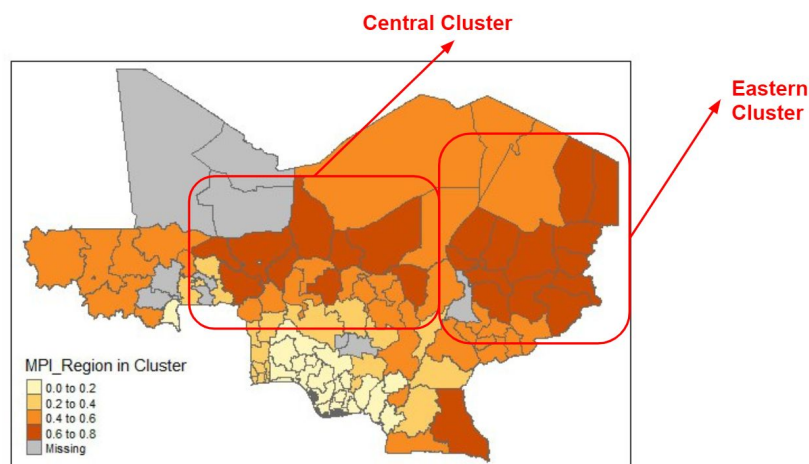 Central Cluster
Eastern
Cluster
MPI_Region in Cluster
0.0 to 0.2
0.2 to 0.4
0.4 to 0.6
0.6 to 0.8
Missing